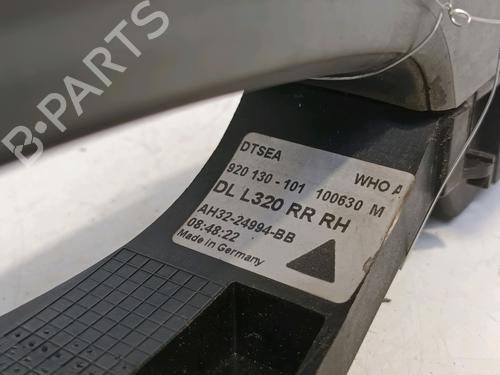 B-PARTS
DTSEA WHO A
920 130-101 100630 M
DL L320 RR RH
AH32-24994-BB
08:48:22
Made in Germany